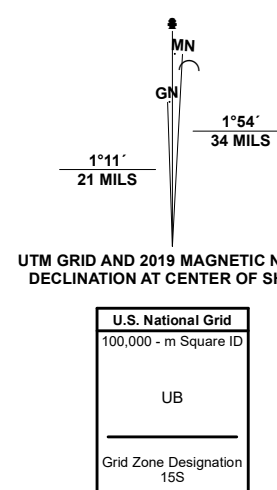 MN
GN
1°54´
34 MILS
1°11´
21 MILS
UTM GRID AND 2019 MAGNETIC N
DECLINATION AT CENTER OF SH
U.S. National Grid
100,000 - m Square ID
UB
Grid Zone Designation
15S